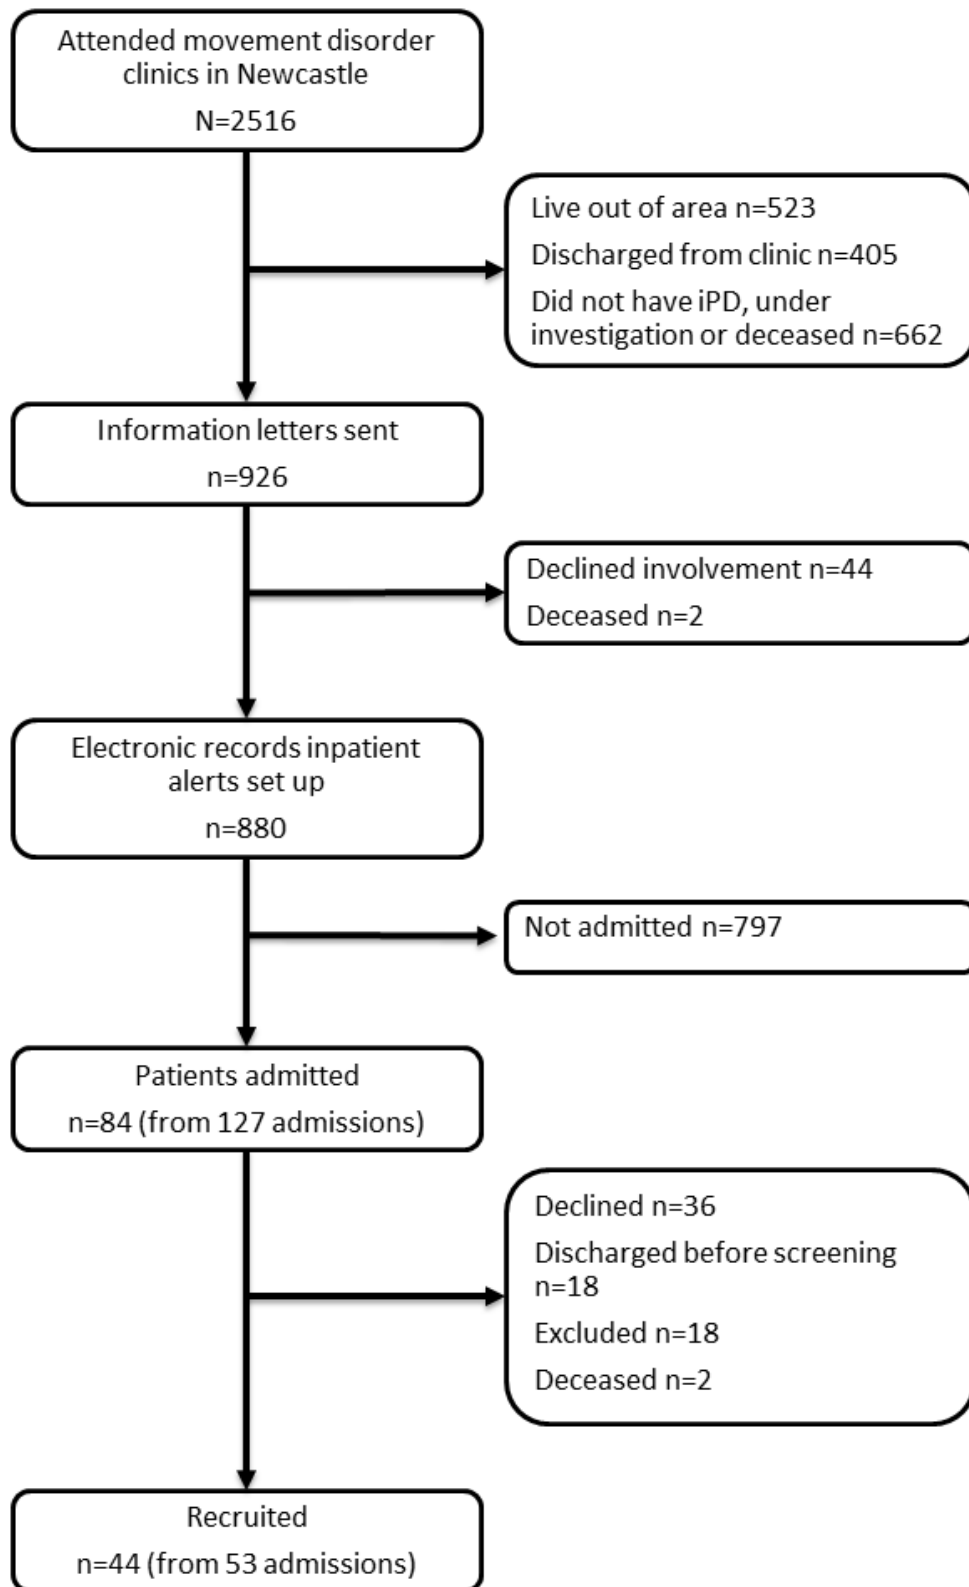 Attended movement disorder
clinics in Newcastle
N=2516
Live out of area n=523
Discharged from clinic n=405
Did not have iPD, under
investigation or deceased n=662
Information letters sent
n=926
Declined involvement n=44
Deceased n=2
Electronic records inpatient
alerts set up
n=880
Not admitted n=797
Patients admitted
n=84 (from 127 admissions)
Declined n=36
Discharged before screening
n=18
Excluded n=18
Deceased n=2
Recruited
n=44 (from 53 admissions)